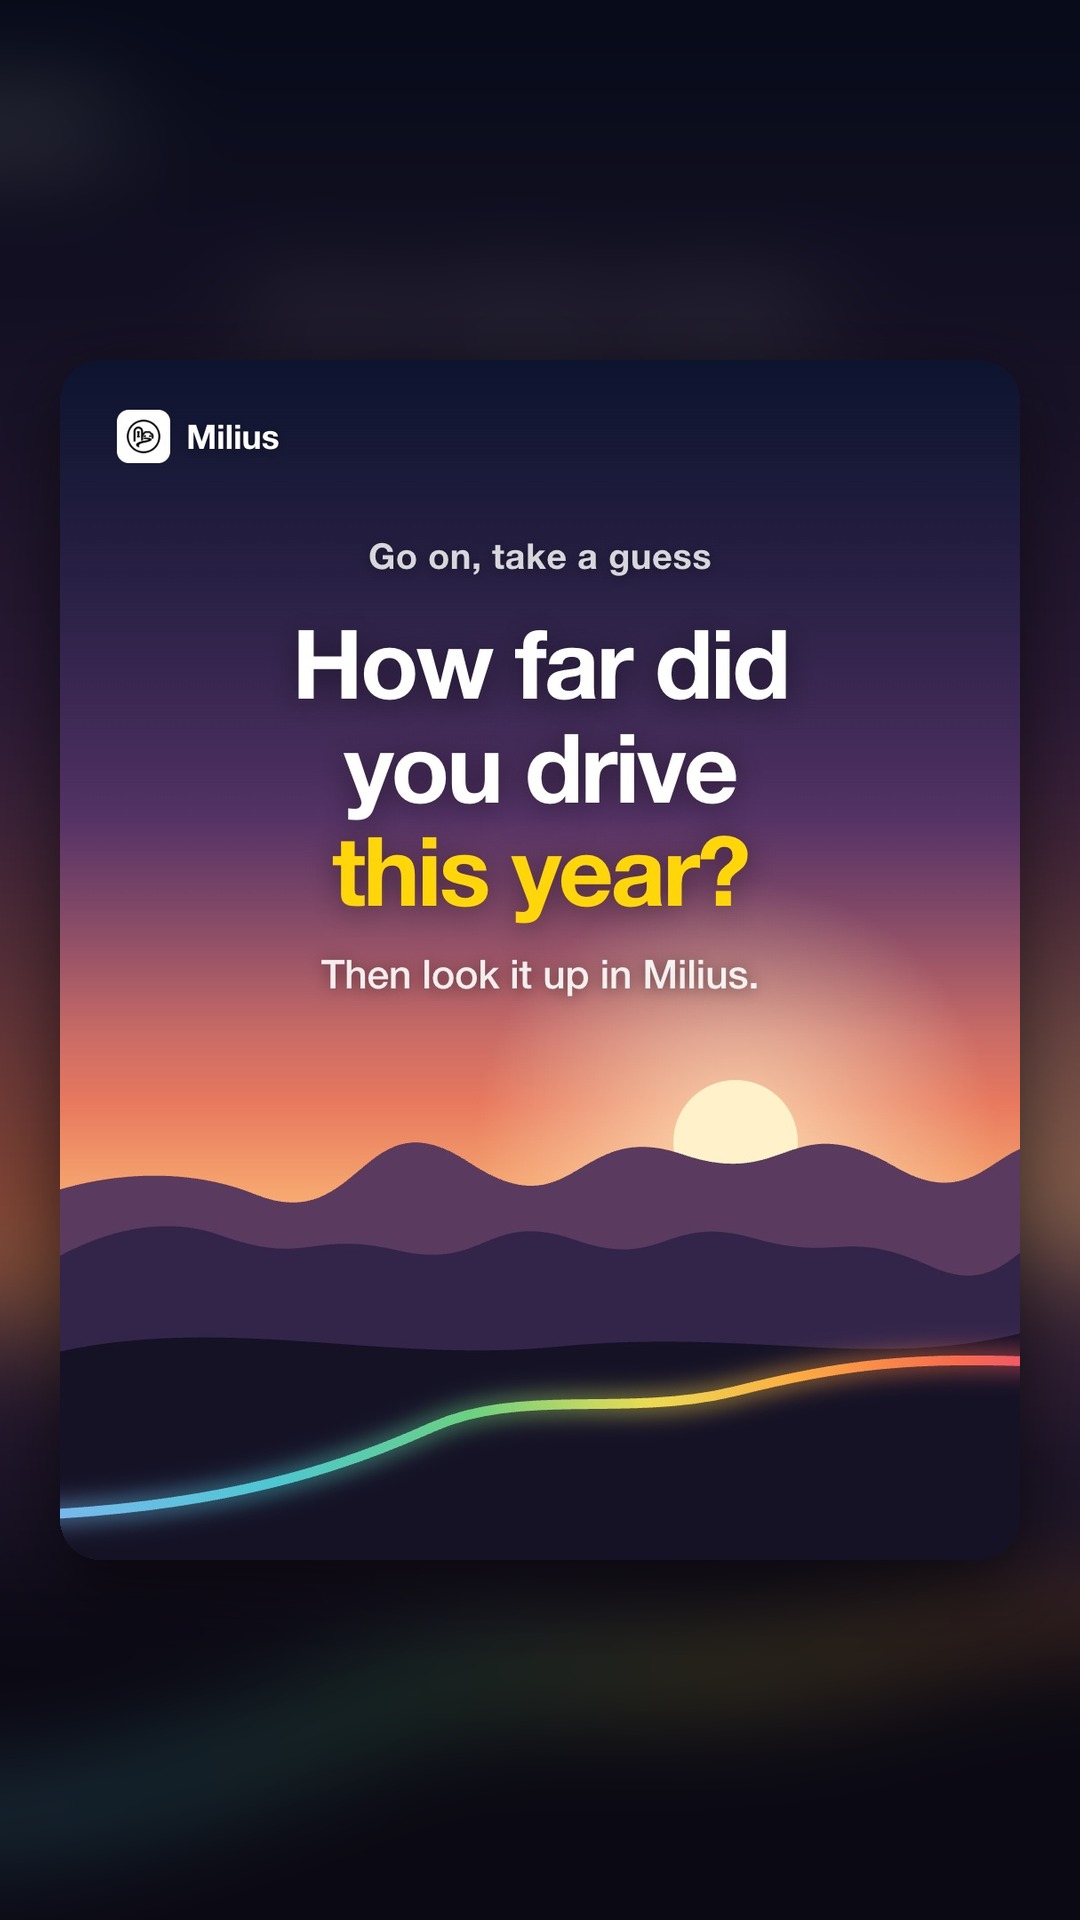 Milius
Go on, take a guess
How far did
you drive
this year?
Then look it up in Milius.